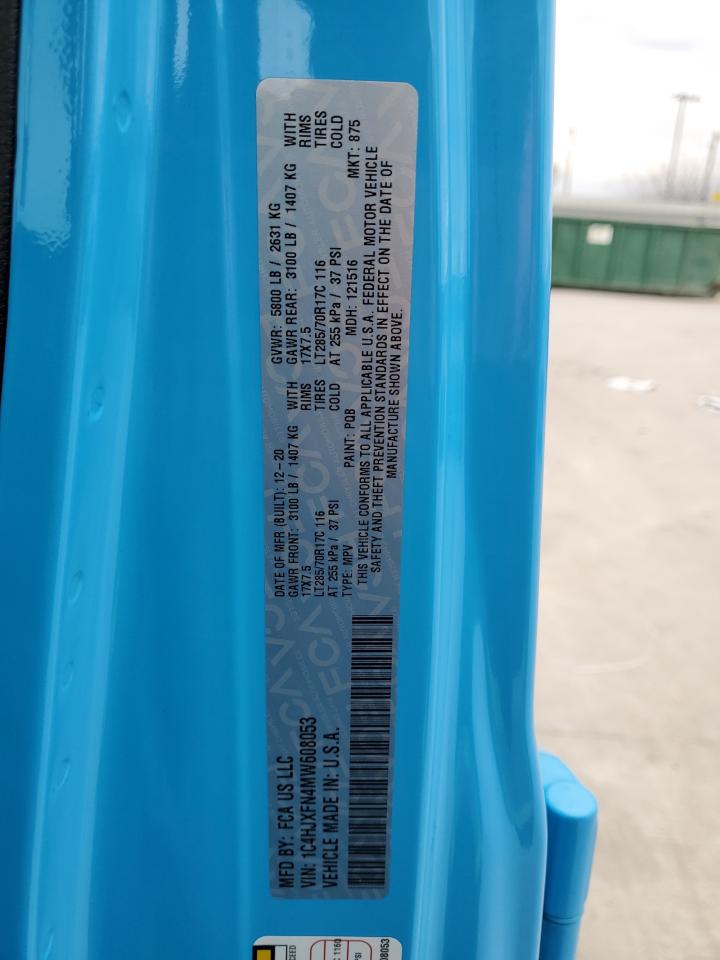 MFD BY: FCA US LLC
VIN: 1C4HJXFN4MW608053
VEHICLE MADE IN: U.S.A.
DATE OF MFR (BUILT): 12-20 GVWR: 5800 LB / 2631 KG
GAWR FRONT: 3100 LB / 1407 KG WITH GAWR REAR: 3100 LB / 1407 KG WITH
17X7.5 RIMS 17X7.5 RIMS
LT285/70R17C 116 TIRES LT285/70R17C 116 TIRES
AT 255 kPa / 37 PSI COLD AT 255 kPa / 37 PSI COLD
TYPE: MPV PAINT: PQB MDH: 121516 MKT: 875
THIS VEHICLE CONFORMS TO ALL APPLICABLE U.S.A. FEDERAL MOTOR VEHICLE
SAFETY AND THEFT PREVENTION STANDARDS IN EFFECT ON THE DATE OF
MANUFACTURE SHOWN ABOVE.
CEED
C 116
PSI
08053